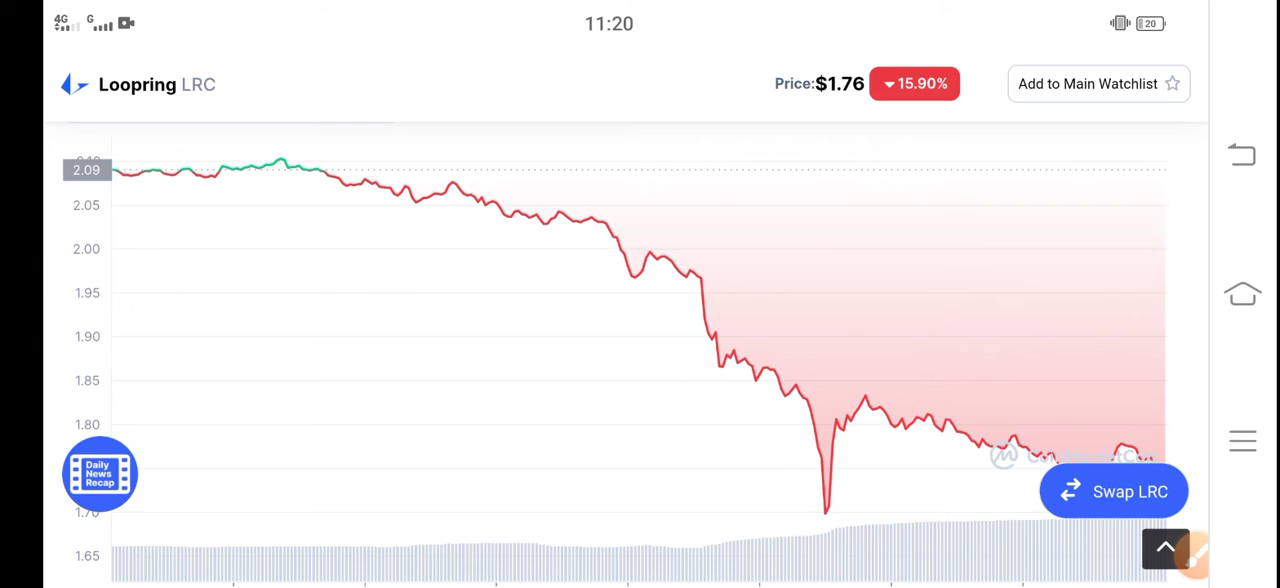 4G G 11:20 20
Loopring LRC Price:$1.76 15.90% Add to Main Watchlist
2.09
2.05
2.00
1.95
1.90
1.85
1.80
Daily
News
Recap
Swap LRC
1.70
1.65